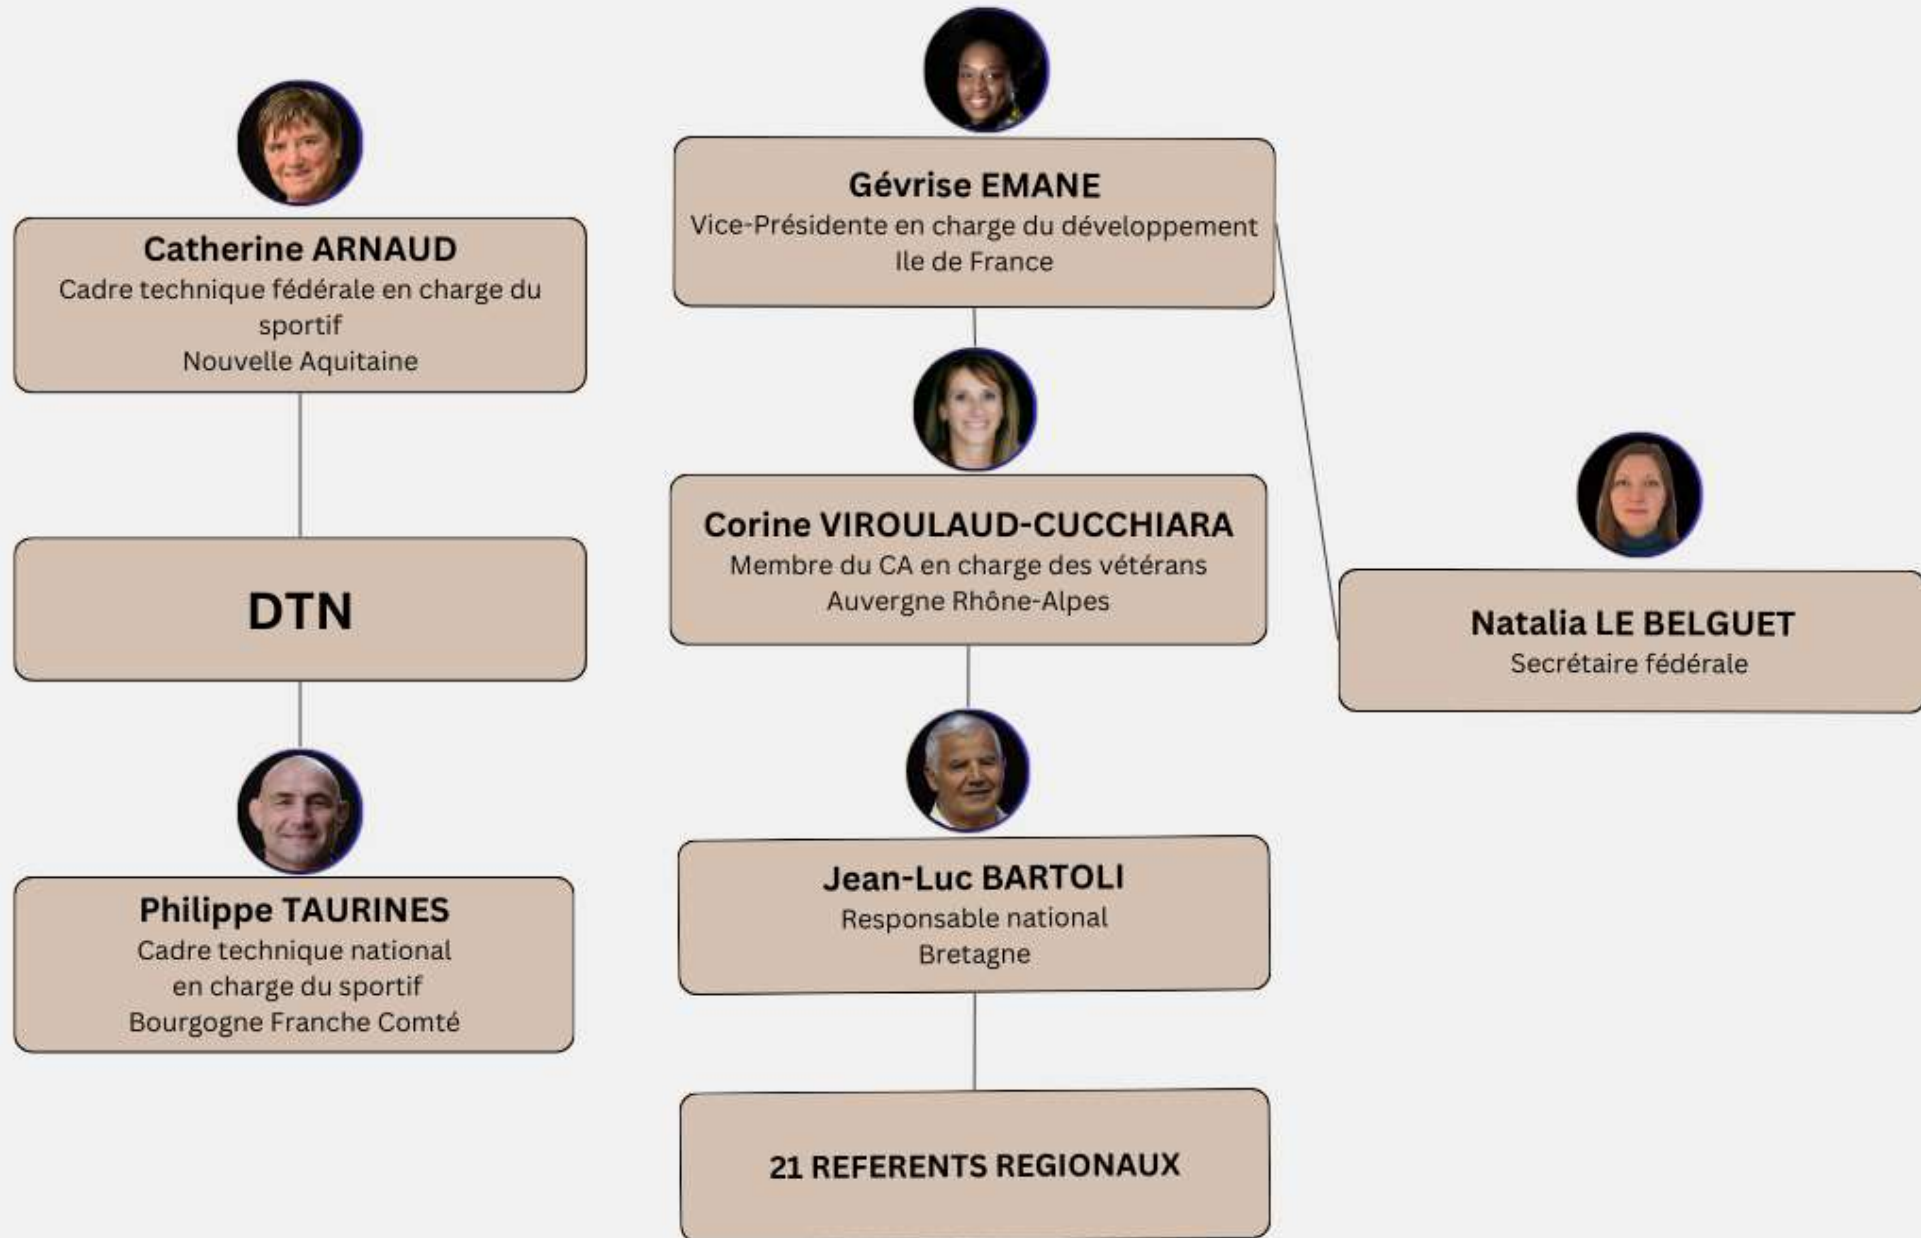 Catherine ARNAUD
Cadre technique fédérale en charge du
sportif
Nouvelle Aquitaine
DTN
Philippe TAURINES
Cadre technique national
en charge du sportif
Bourgogne Franche Comté
Gévrise EMANE
Vice-Présidente en charge du développement
Ile de France
Corine VIROULAUD-CUCCHIARA
Membre du CA en charge des vétérans
Auvergne Rhône-Alpes
Jean-Luc BARTOLI
Responsable national
Bretagne
21 REFERENTS REGIONAUX
Natalia LE BELGUET
Secrétaire fédérale